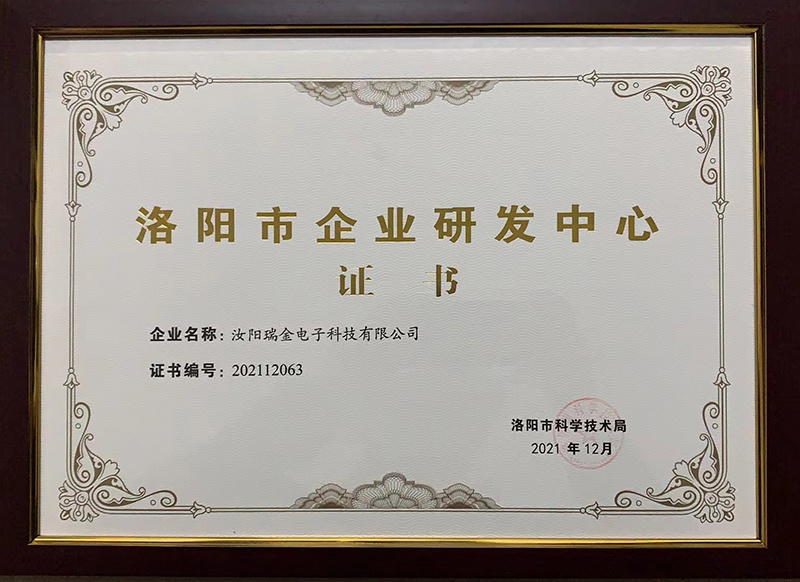 洛阳市企业研发中心
证书
企业名称：汝阳瑞金电子科技有限公司
证书编号：202112063
洛阳市科学技术局
2021 年 12月